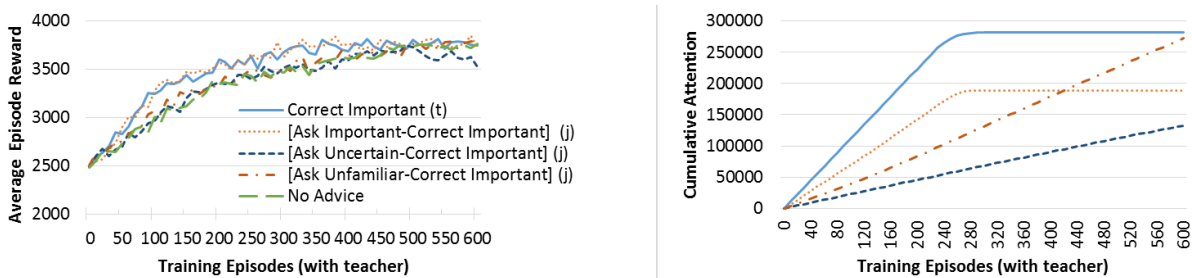 Average Episode Reward
4000
3500
3000
2500
2000
0 50 100 150 200 250 300 350 400 450 500 550 600
Training Episodes (with teacher)
Correct Important (t)
[Ask Important-Correct Important] (j)
[Ask Uncertain-Correct Important] (j)
[Ask Unfamiliar-Correct Important] (j)
No Advice
Cumulative Attention
300000
250000
200000
150000
100000
50000
0
0 40 80 120 160 200 240 280 320 360 400 440 480 520 560 600
Training Episodes (with teacher)